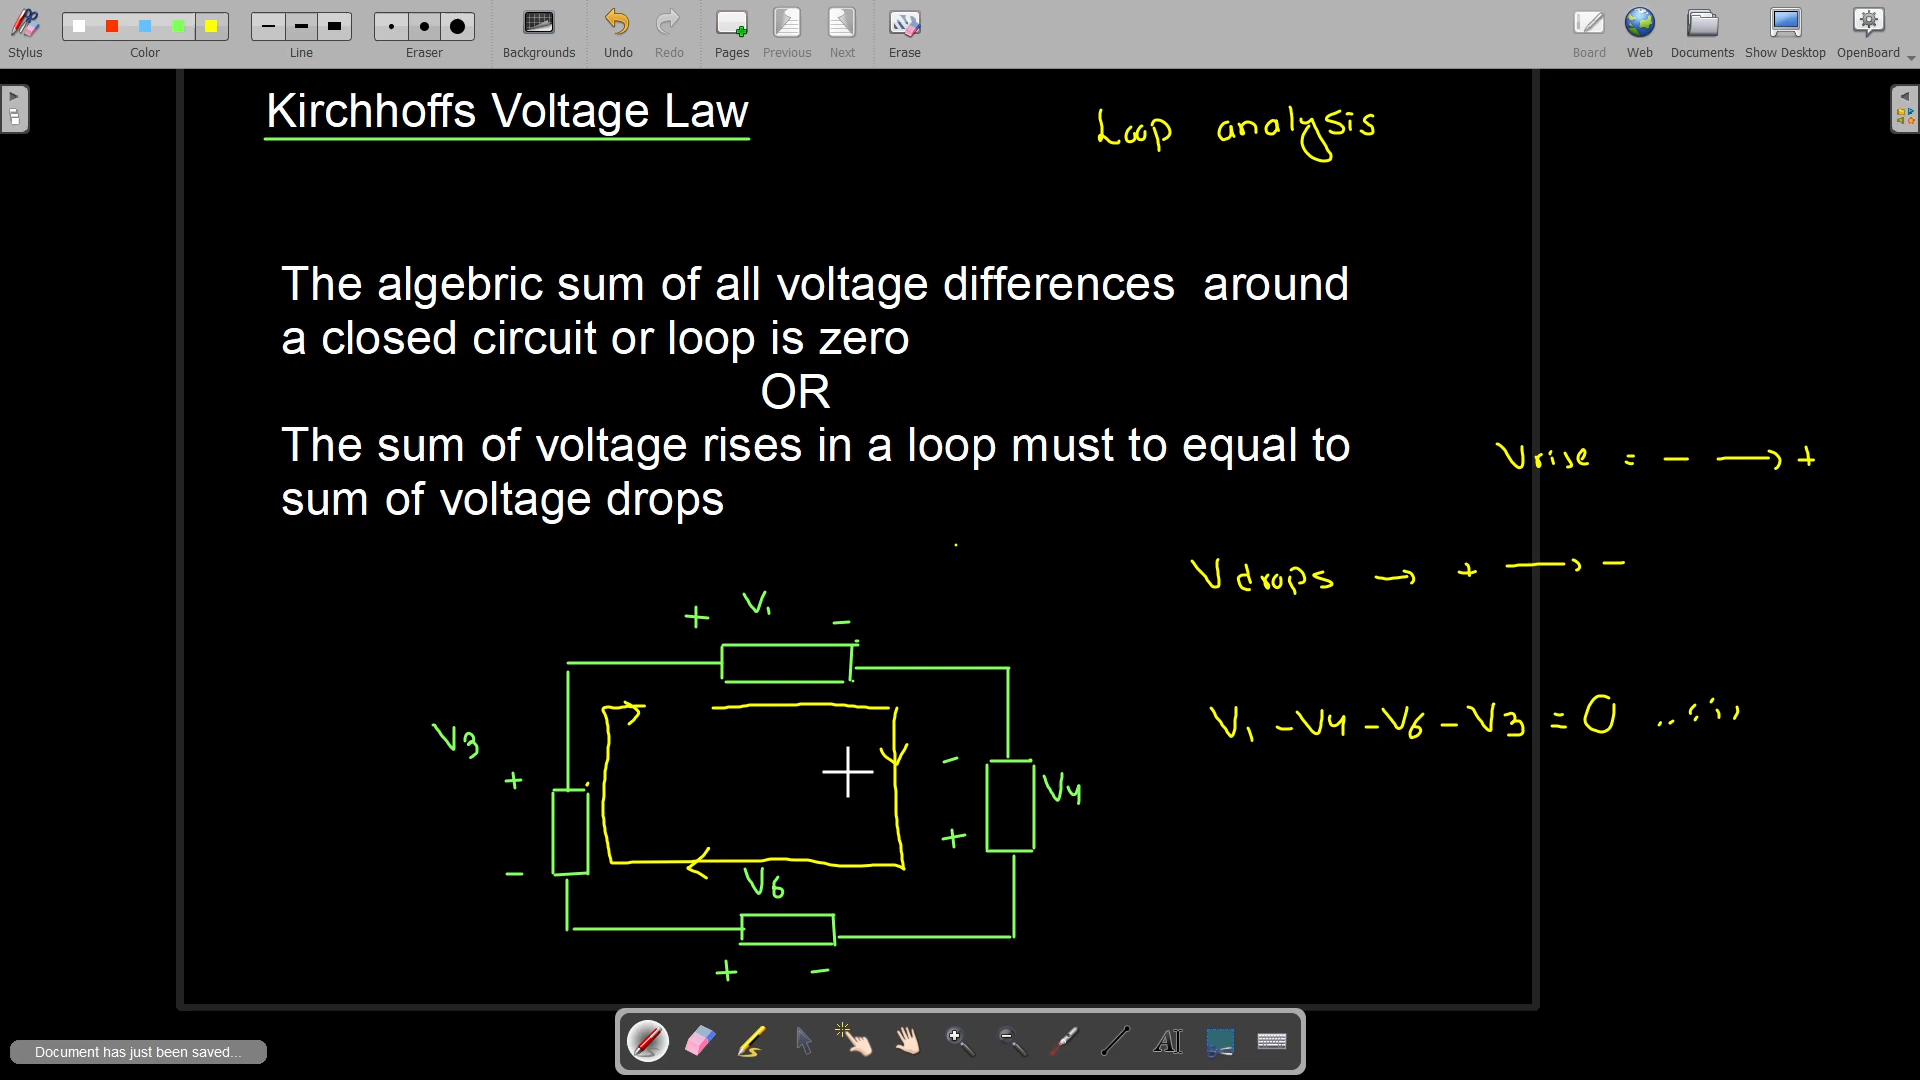 Stylus
Color
Line
Eraser
Backgrounds
Undo
Redo
Pages
Previous
Next
Erase
Board
Web
Documents
Show Desktop
OpenBoard
Kirchhoffs Voltage Law
Loop analysis
The algebric sum of all voltage differences around
a closed circuit or loop is zero
OR
The sum of voltage rises in a loop must to equal to
sum of voltage drops
Vrise = - → +
Vdrops → + → -
+ V1 -
V1 - V4 - V6 - V3 = 0 ..(i)
V3
+
-
-
V4
+
V6
+ -
AI
Document has just been saved...